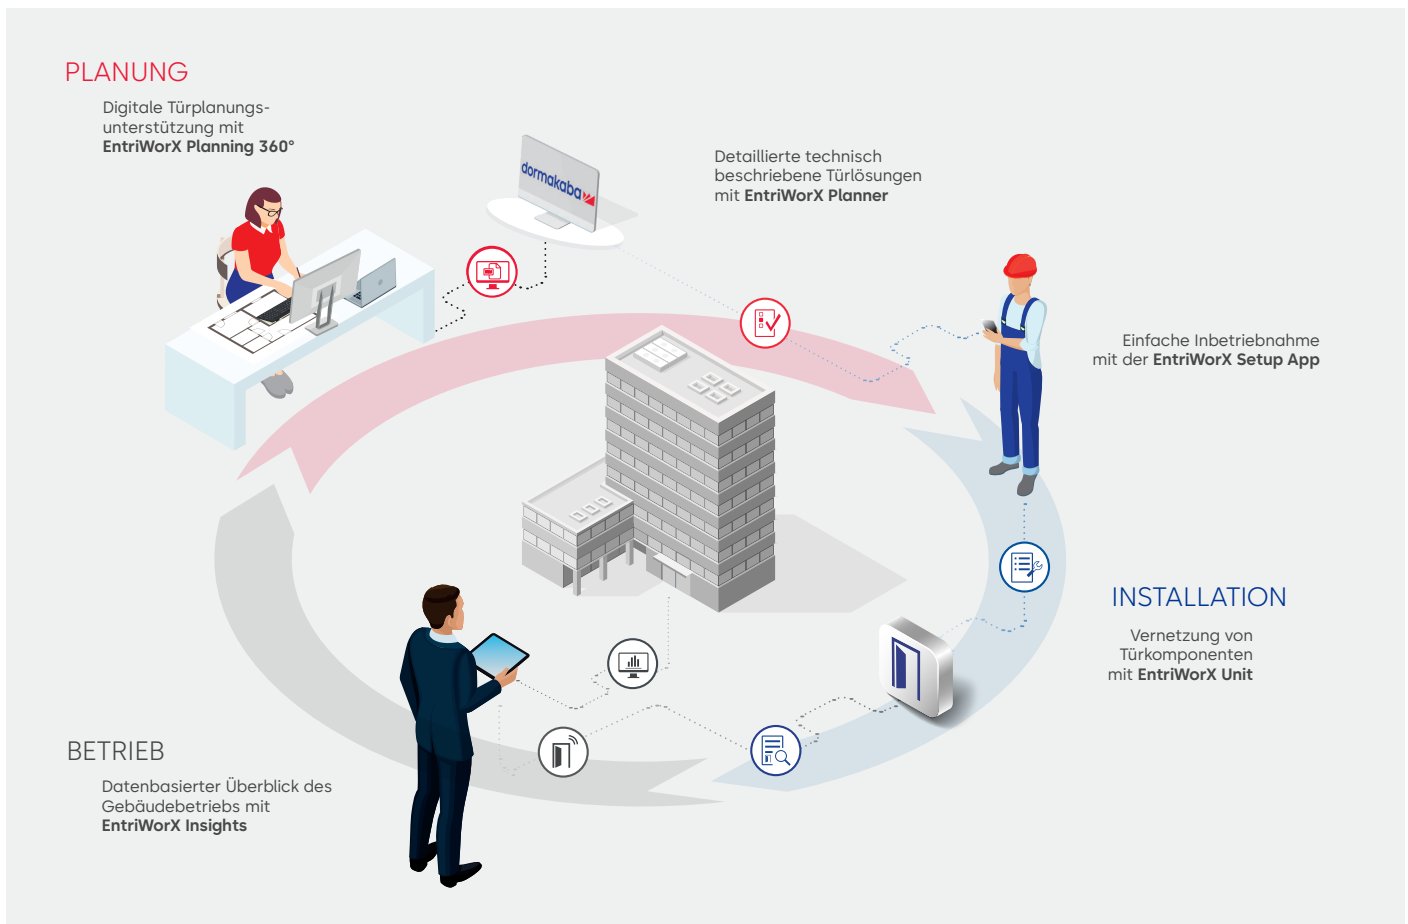 PLANUNG
Digitale Türplanungs-
unterstützung mit
EntriWorX Planning 360°
dormakaba
Detaillierte technisch
beschriebene Türlösungen
mit EntriWorX Planner
Einfache Inbetriebnahme
mit der EntriWorX Setup App
INSTALLATION
Vernetzung von
Türkomponenten
mit EntriWorX Unit
BETRIEB
Datenbasierter Überblick des
Gebäudebetriebs mit
EntriWorX Insights